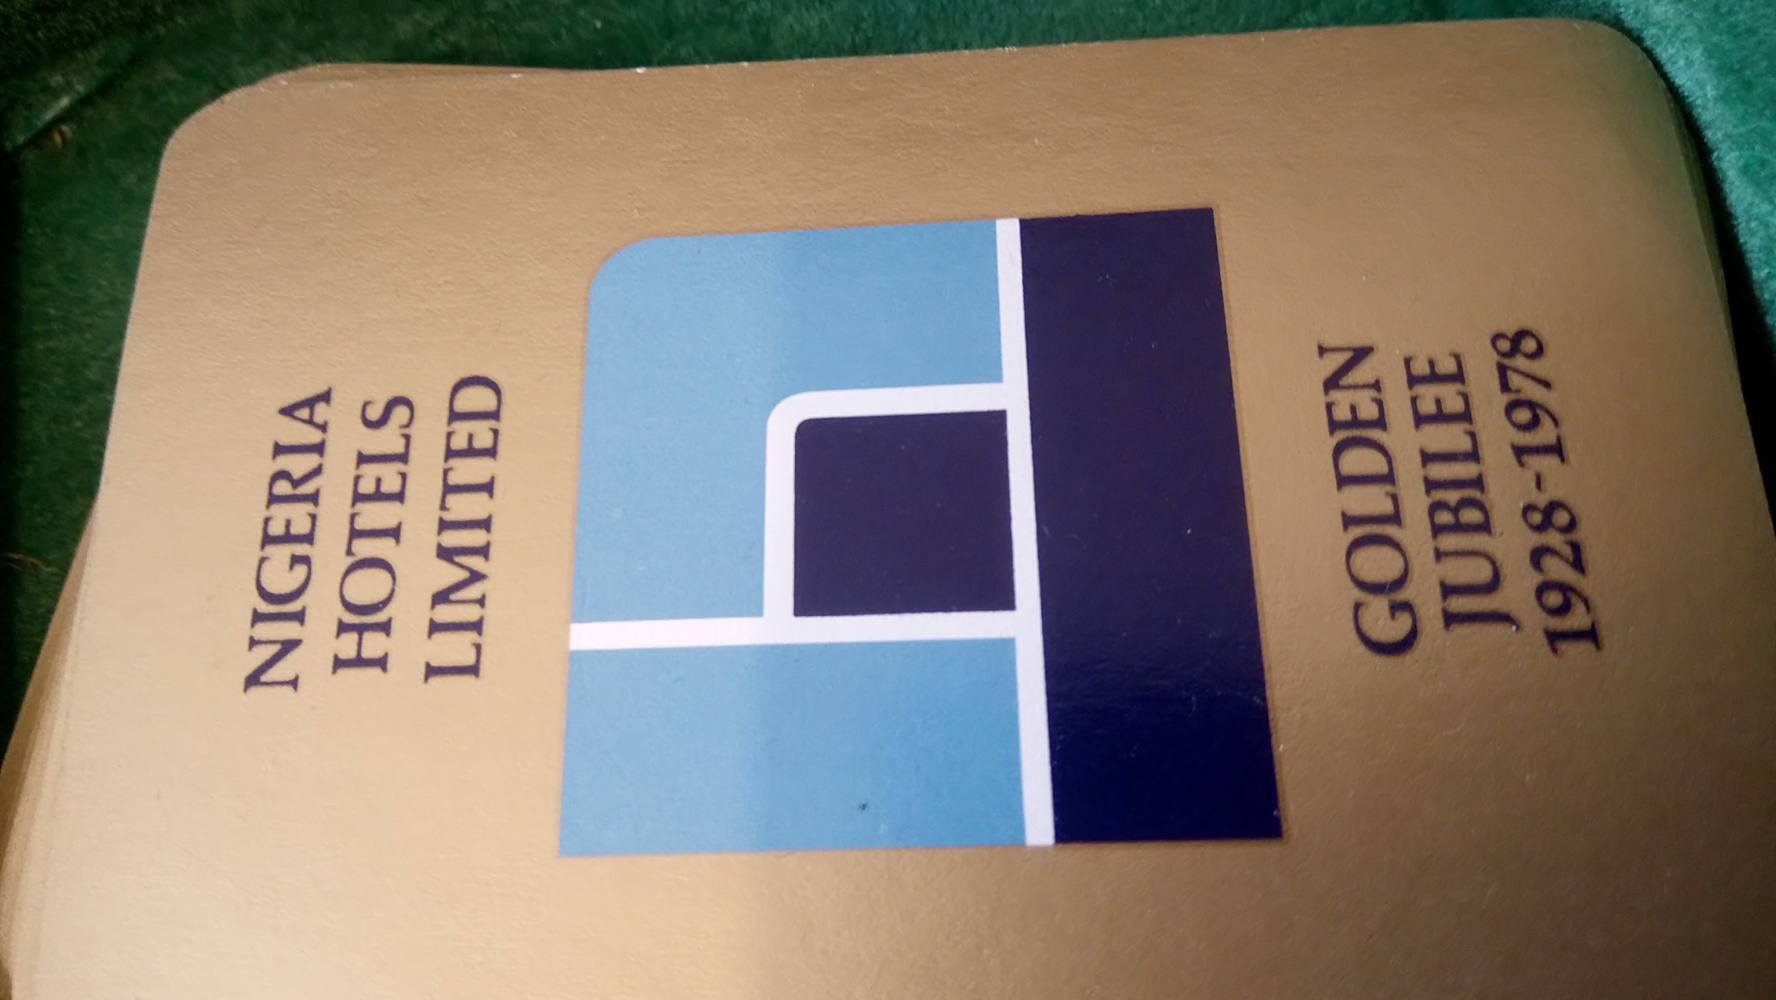 NIGERIA
HOTELS
LIMITED
GOLDEN
JUBILEE
1928-1978